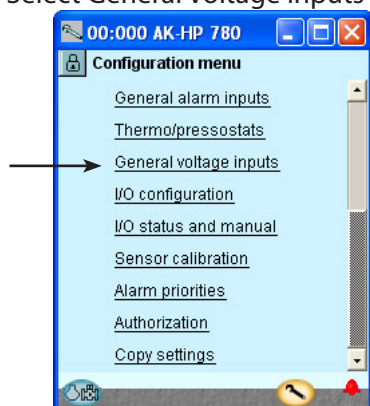 Select General voltage inputs
00:000 AK-HP 780
Configuration menu
General alarm inputs
Thermo/pressostats
General voltage inputs
I/O configuration
I/O status and manual
Sensor calibration
Alarm priorities
Authorization
Copy settings